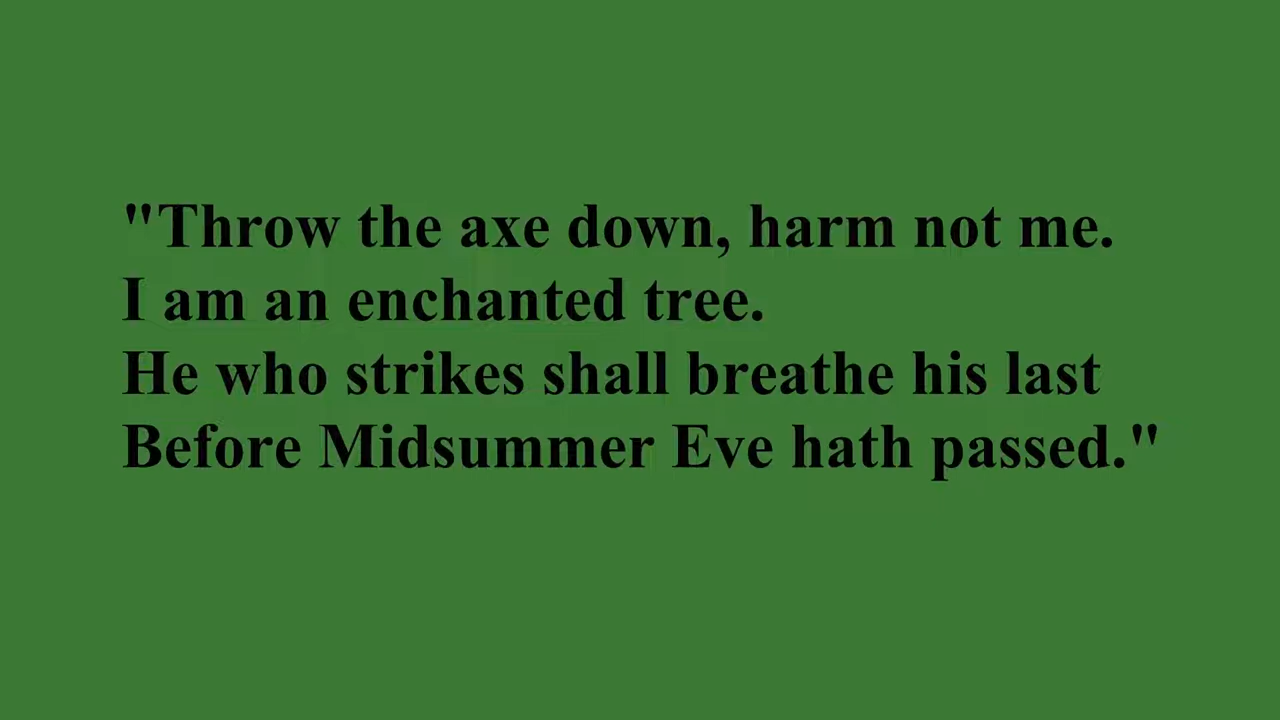 "Throw the axe down, harm not me.
I am an enchanted tree.
He who strikes shall breathe his last
Before Midsummer Eve hath passed."